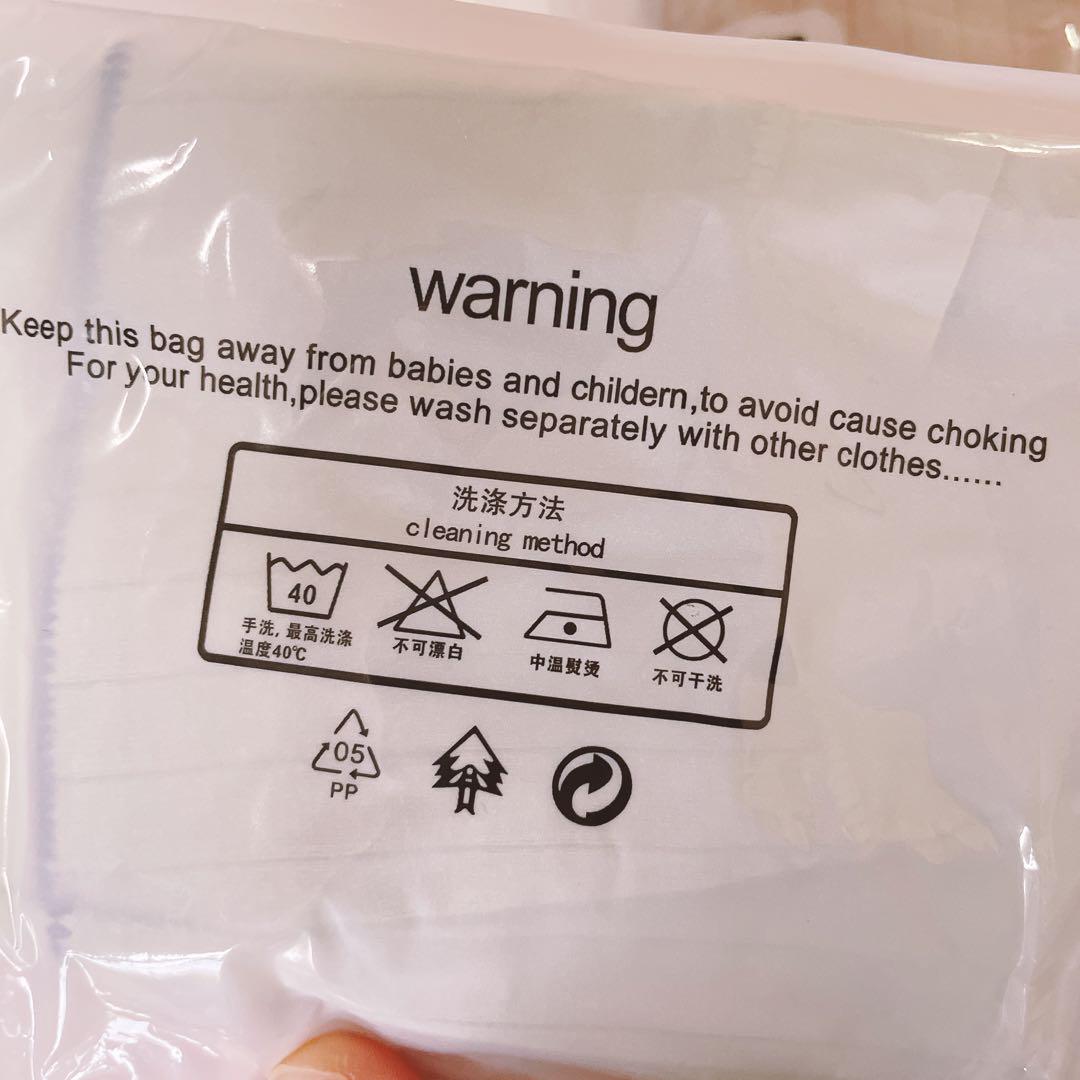 warning
Keep this bag away from babies and childern,to avoid cause choking
For your health,please wash separately with other clothes......
洗涤方法
cleaning method
40
手洗, 最高洗涤
温度40℃
不可漂白
中温熨烫
不可干洗
05
PP